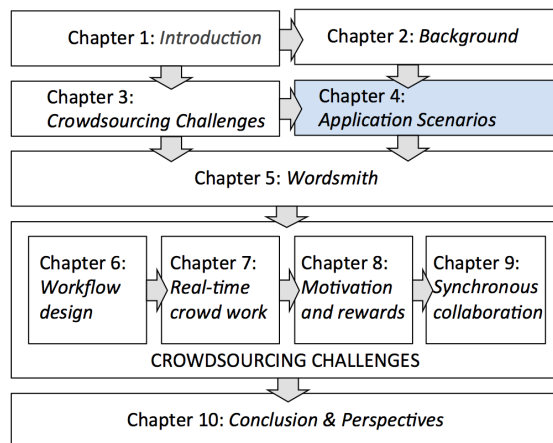 Chapter 1: Introduction
Chapter 2: Background
Chapter 3:
Crowdsourcing Challenges
Chapter 4:
Application Scenarios
Chapter 5: Wordsmith
Chapter 6:
Workflow
design
Chapter 7:
Real-time
crowd work
Chapter 8:
Motivation
and rewards
Chapter 9:
Synchronous
collaboration
CROWDSOURCING CHALLENGES
Chapter 10: Conclusion & Perspectives